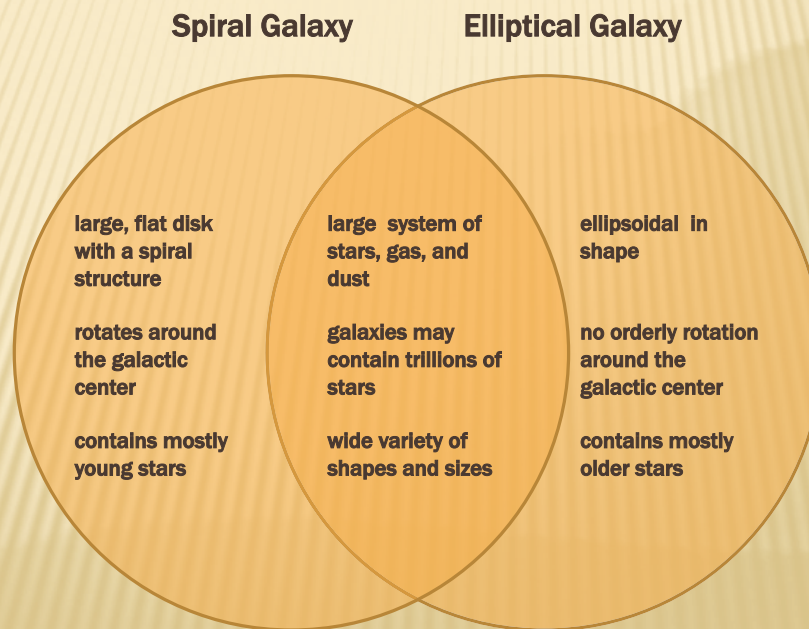 Spiral Galaxy
Elliptical Galaxy
large, flat disk
with a spiral
structure
rotates around
the galactic
center
contains mostly
young stars
large  system of
stars, gas, and
dust
galaxies may
contain trillions of
stars
wide variety of
shapes and sizes
ellipsoidal  in
shape
no orderly rotation
around the
galactic center
contains mostly
older stars